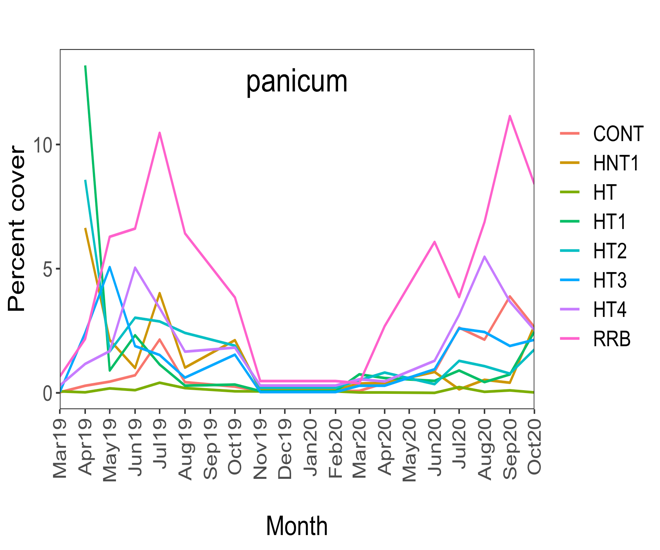 panicum
Percent cover
10
5
0
Mar19
Apr19
May19
Jun19
Jul19
Aug19
Sep19
Oct19
Nov19
Dec19
Jan20
Feb20
Mar20
Apr20
May20
Jun20
Jul20
Aug20
Sep20
Oct20
Month
CONT
HNT1
HT
HT1
HT2
HT3
HT4
RRB